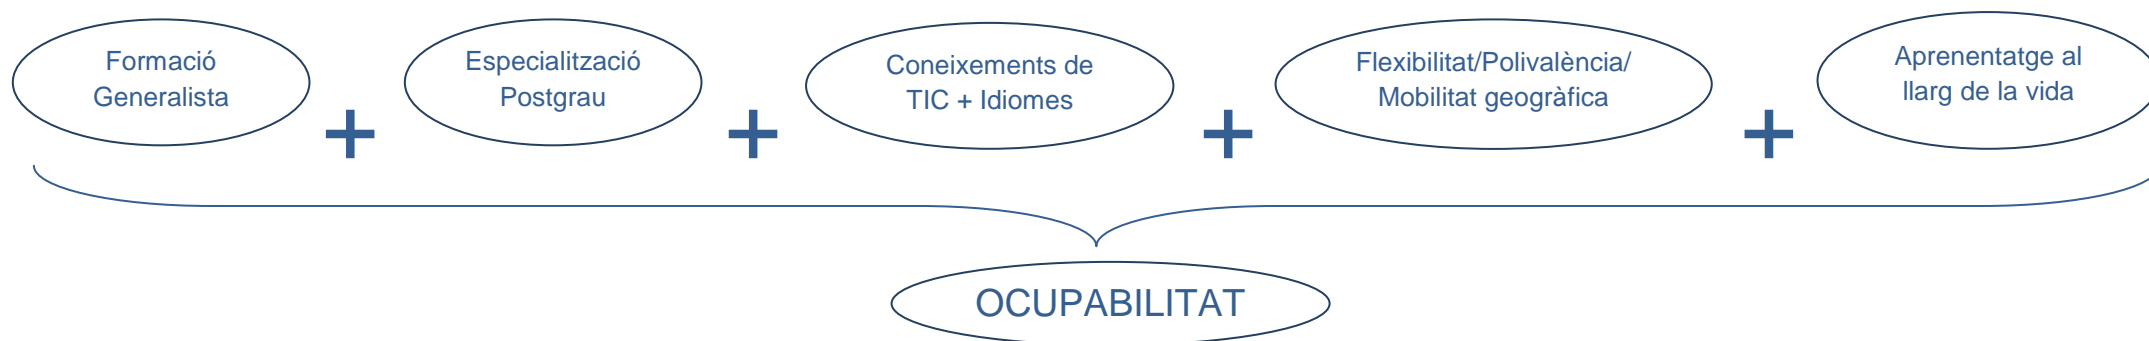 Formació
Generalista
+
Especialització
Postgrau
+
Coneixements de
TIC + Idiomes
+
Flexibilitat/Polivalència/
Mobilitat geogràfica
+
Aprenentatge al
llarg de la vida
OCUPABILITAT